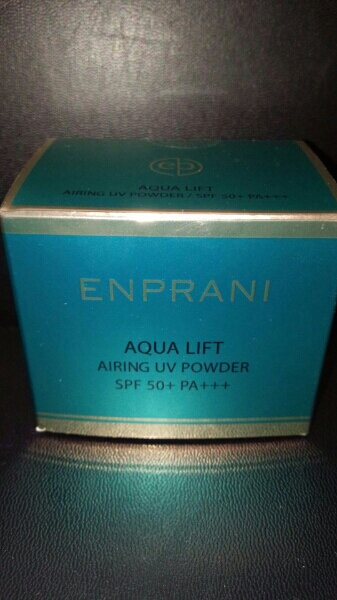 AQUA LIFT
AIRING UV POWDER / SPF 50+ PA+++
ENPRANI
AQUA LIFT
AIRING UV POWDER
SPF 50+ PA+++